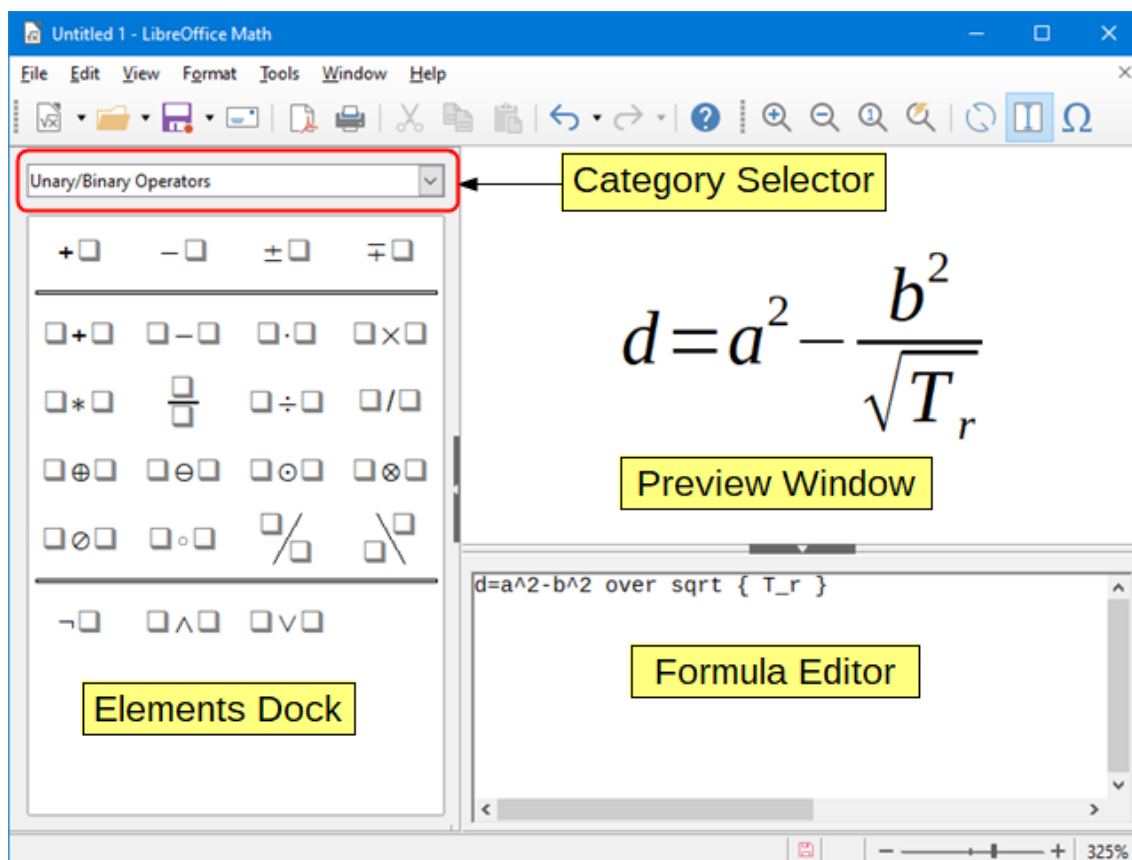 Untitled 1 - LibreOffice Math
File Edit View Format Tools Window Help
Unary/Binary Operators
Category Selector
+□ −□ ±□ ∓□
□+□ □−□ □·□ □×□
□∗□ □/□ □÷□ □/□
□⊕□ □⊖□ □⊙□ □⊗□
□⊘□ □∘□ □/□ □\□
¬□ □∧□ □∨□
Elements Dock
d=a²−b²/√T_r
Preview Window
d=a^2-b^2 over sqrt { T_r }
Formula Editor
325%